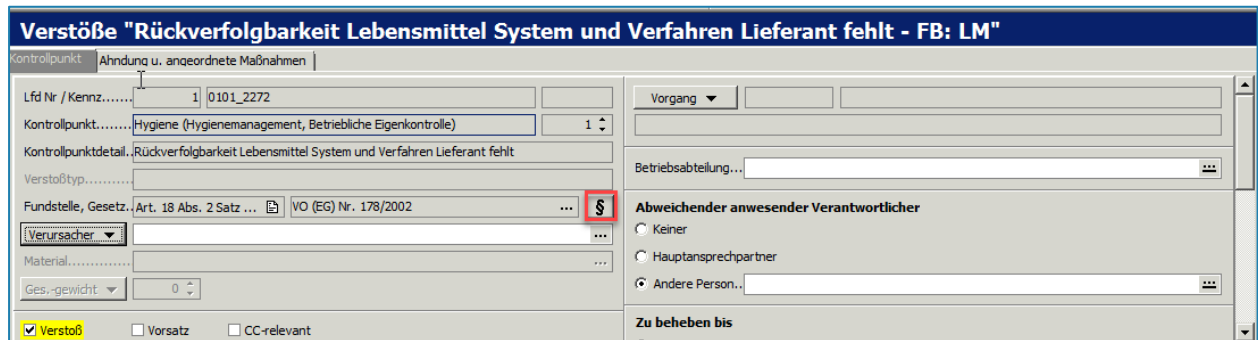 Verstöße "Rückverfolgbarkeit Lebensmittel System und Verfahren Lieferant fehlt - FB: LM"
Kontrollpunkt Ahndung u. angeordnete Maßnahmen
Lfd Nr / Kennz....... 1 0101_2272
Kontrollpunkt........ Hygiene (Hygienemanagement, Betriebliche Eigenkontrolle) 1
Kontrollpunktdetail.. Rückverfolgbarkeit Lebensmittel System und Verfahren Lieferant fehlt
Verstoßtyp..........
Fundstelle, Gesetz.. Art. 18 Abs. 2 Satz ... VO (EG) Nr. 178/2002 ... §
Verursacher ...
Material.............. ...
Ges.-gewicht 0
Verstoß Vorsatz CC-relevant
Vorgang
Betriebsabteilung... ...
Abweichender anwesender Verantwortlicher
Keiner
Hauptansprechpartner
Andere Person.. ...
Zu beheben bis